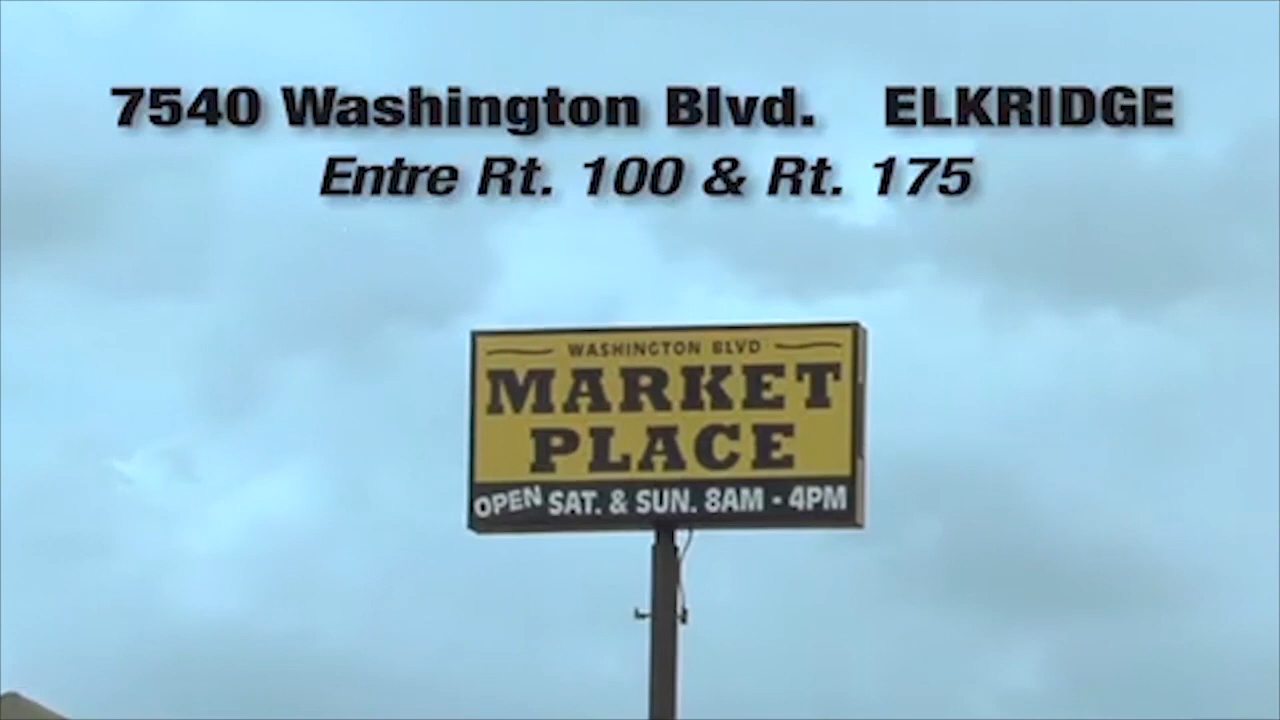 7540 Washington Blvd. ELKRIDGE
Entre Rt. 100 & Rt. 175
WASHINGTON BLVD
MARKET
PLACE
OPEN SAT. & SUN. 8AM - 4PM